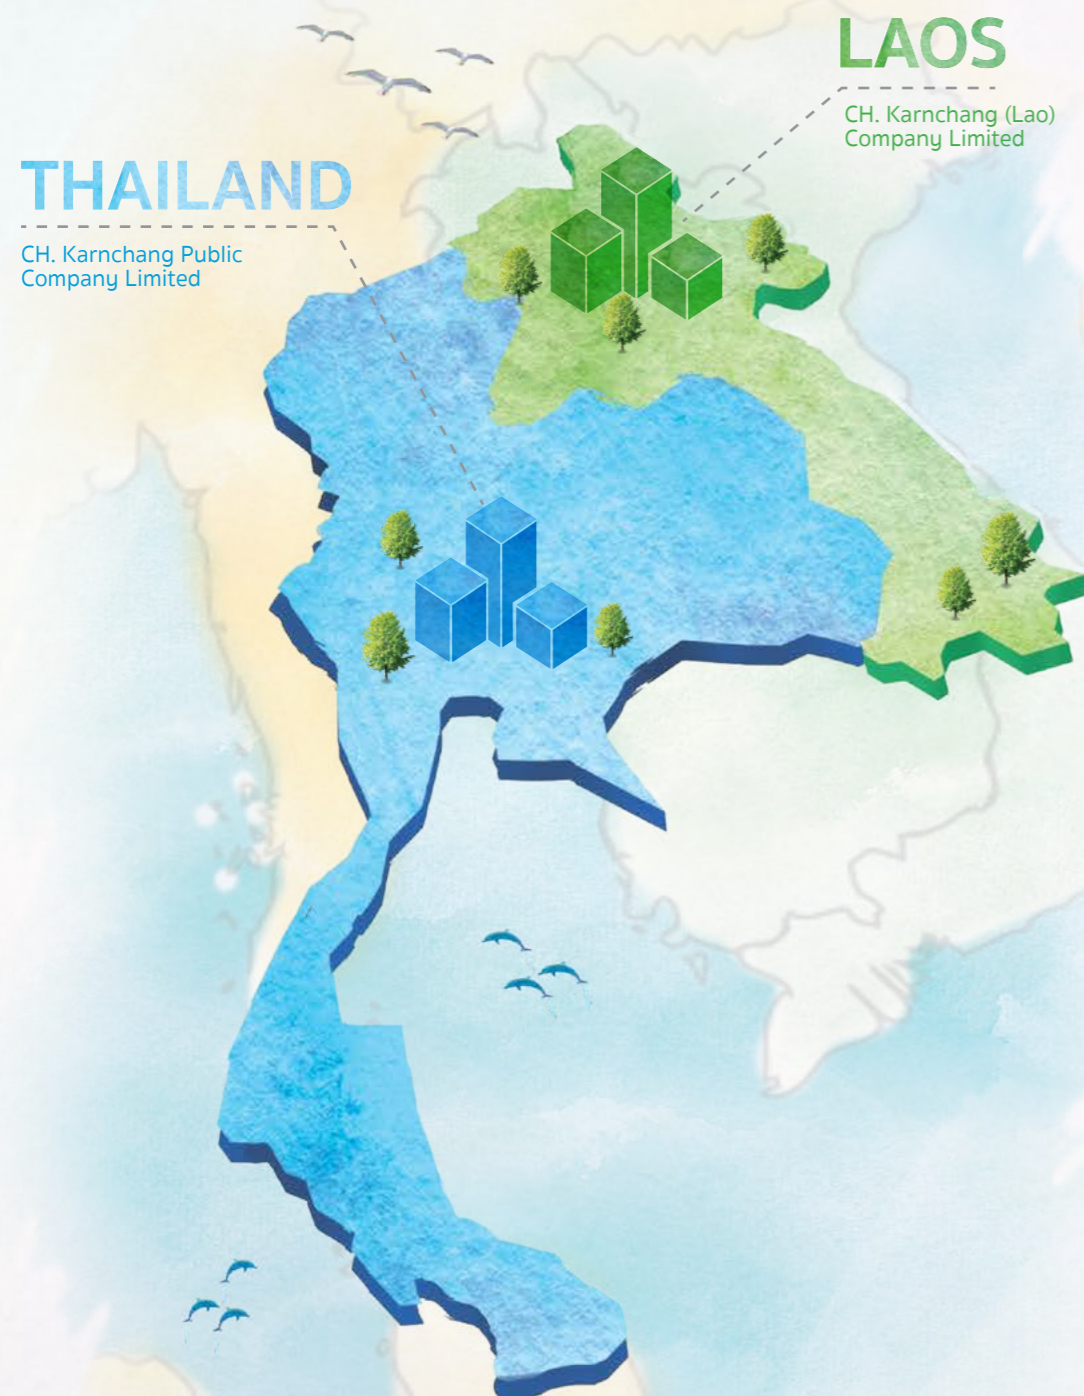 LAOS
CH. Karnchang (Lao)
Company Limited
THAILAND
CH. Karnchang Public
Company Limited